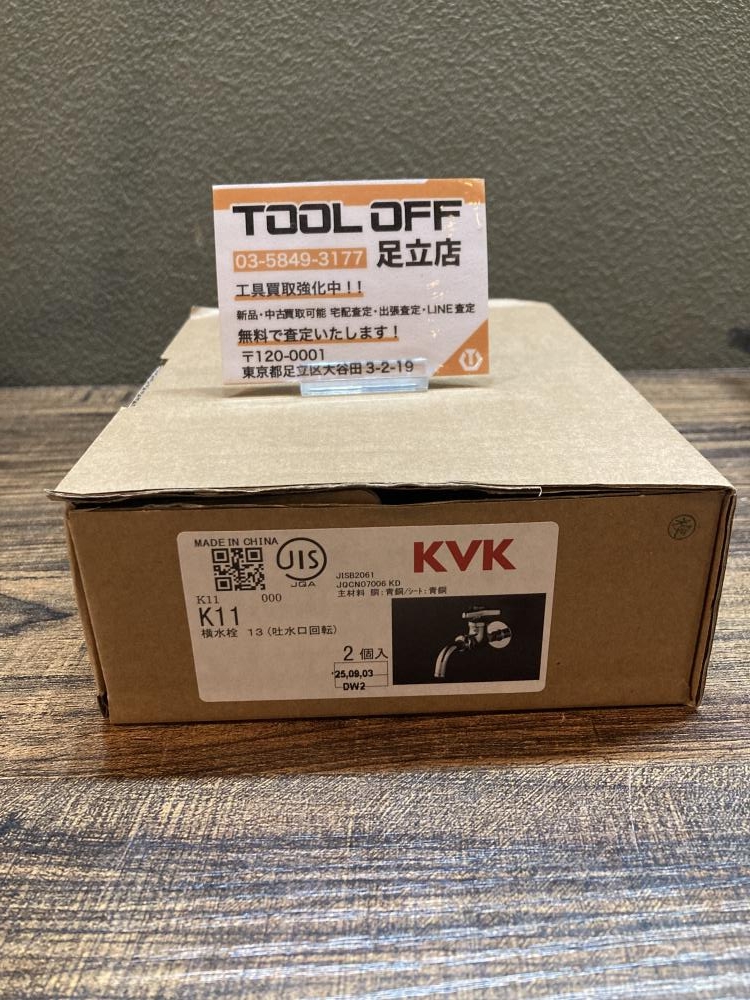 TOOL OFF
03-5849-3177 足立店
工具買取強化中！！
新品・中古買取可能 宅配査定・出張査定・LINE査定
無料で査定いたします！
〒120-0001
東京都足立区大谷田3-2-19
MADE IN CHINA
JIS
JQA
JISB2061
JQCN07006 KD
主材料 胴:青銅/シート:青銅
KVK
K11 000
K11
横水栓 13(吐水口回転)
2個入
'25,09,03
DW2